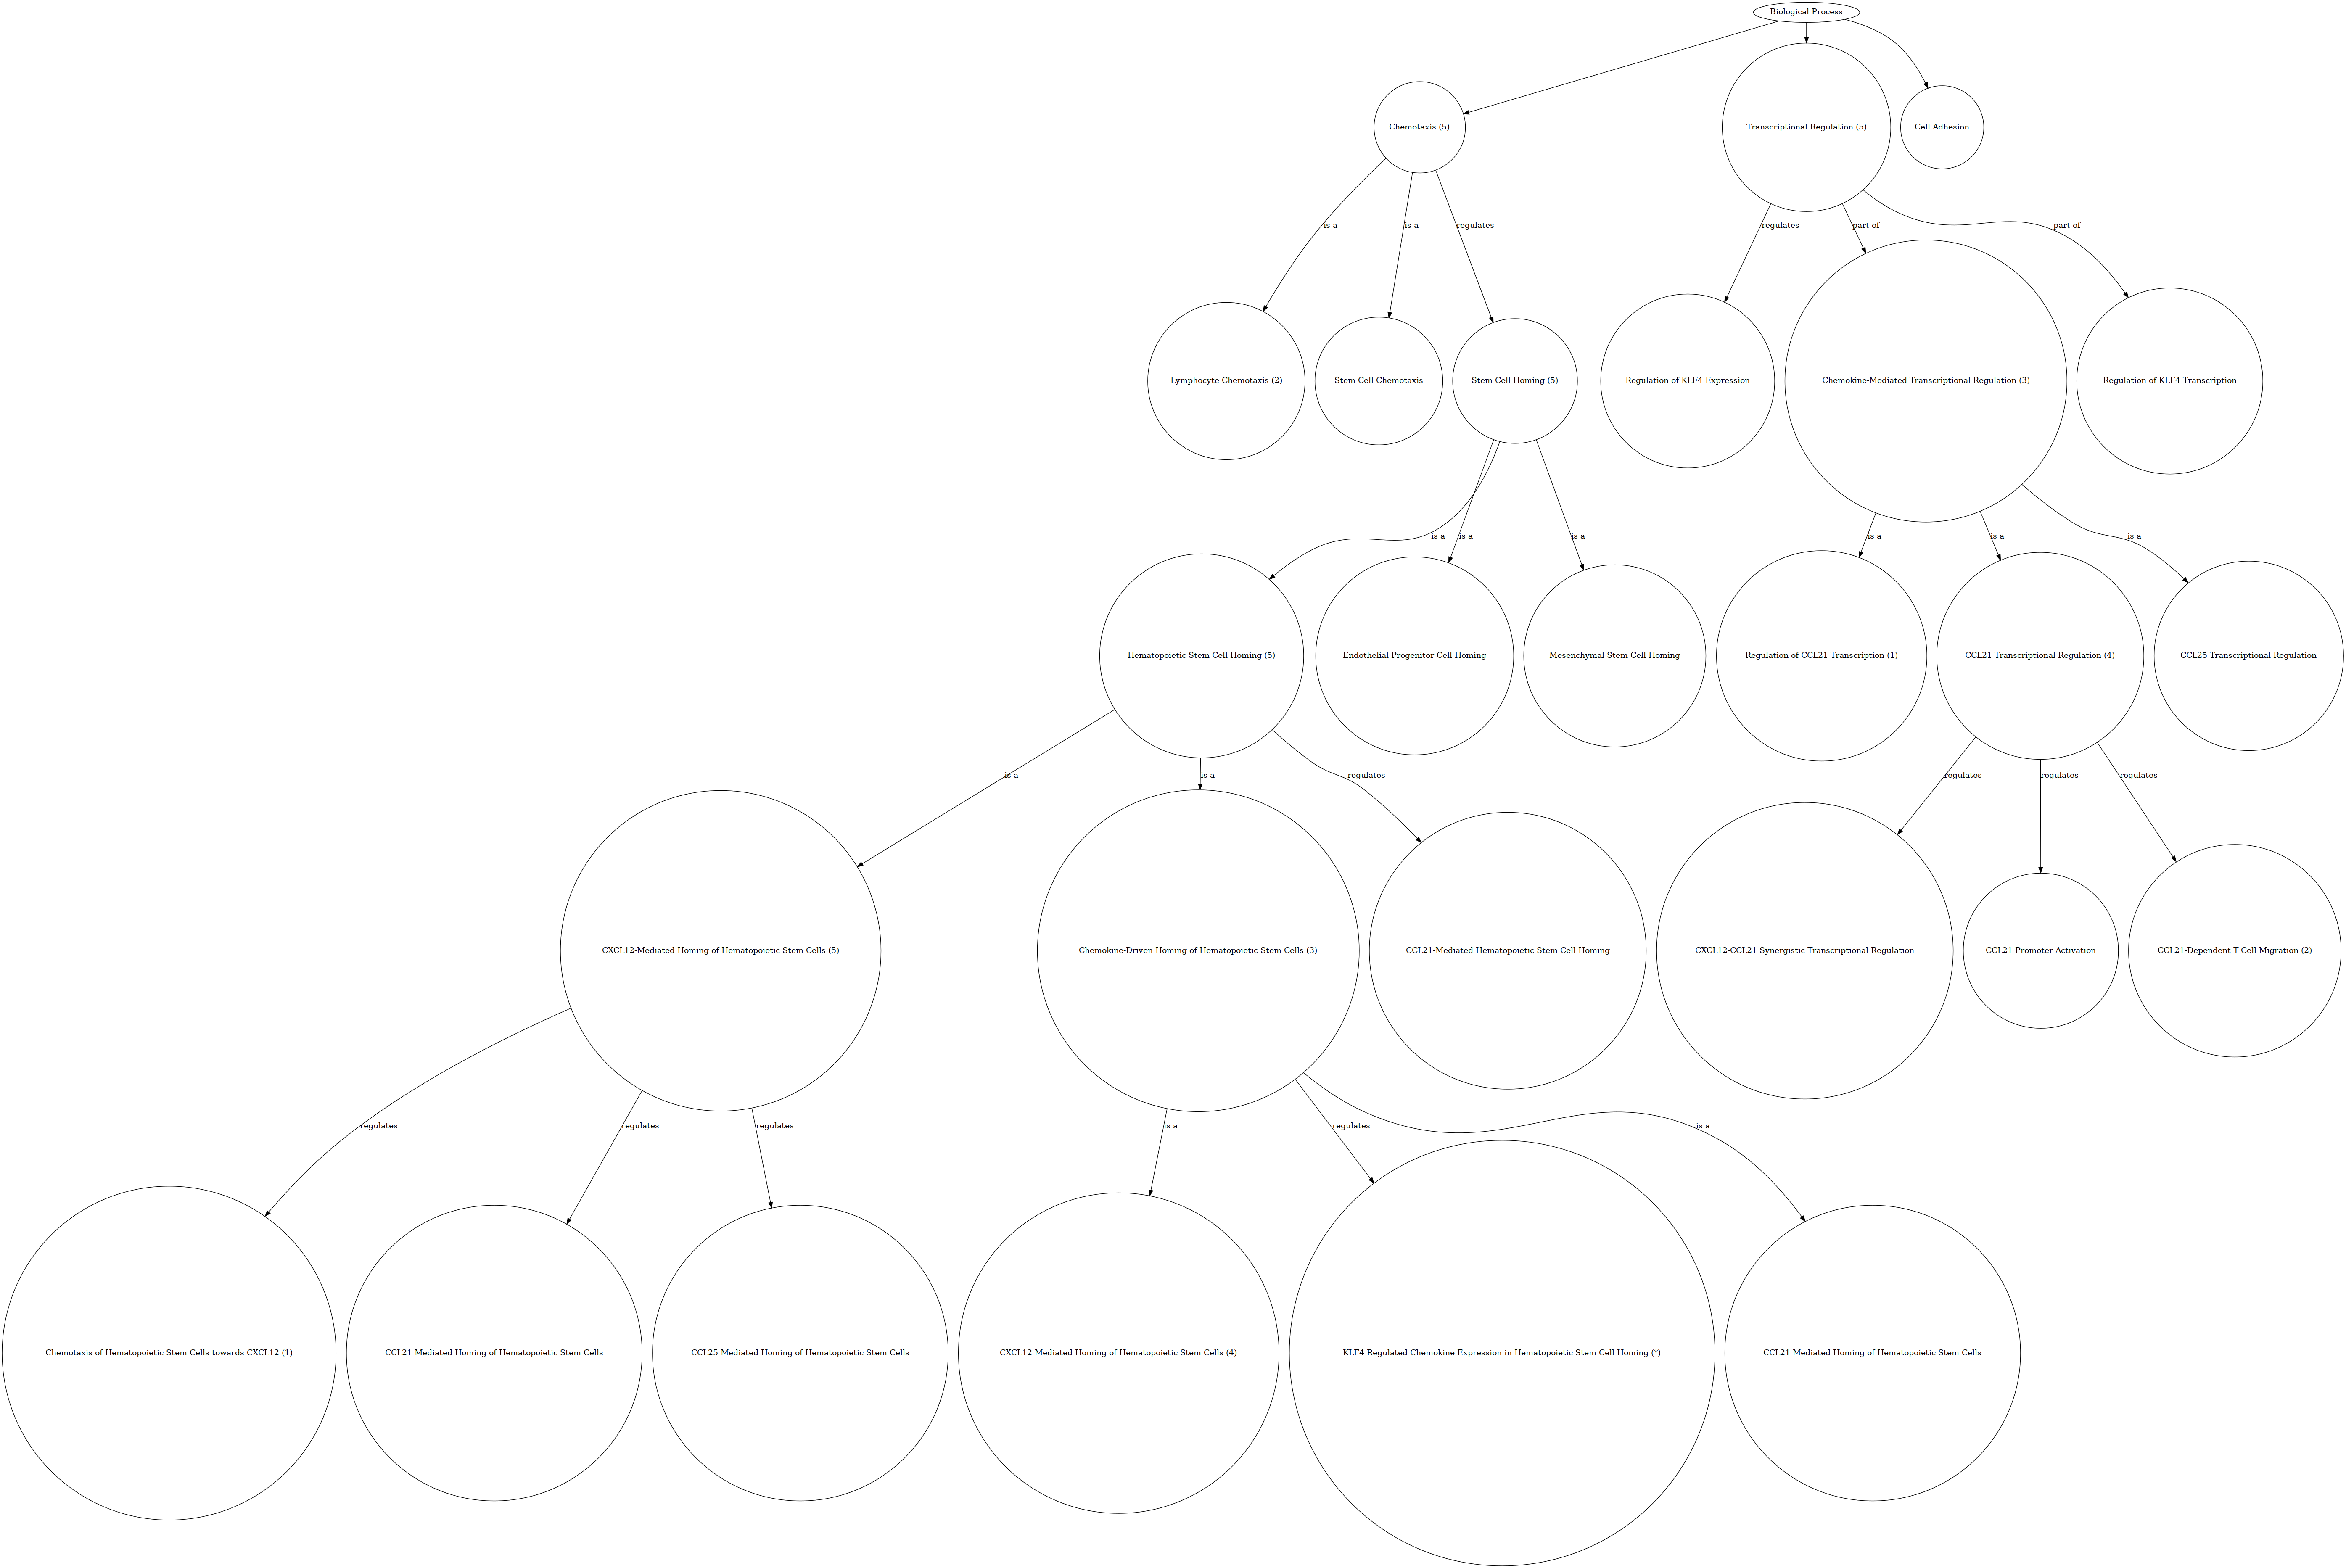 Biological Process
Chemotaxis (5)
Transcriptional Regulation (5)
Cell Adhesion
is a
is a
regulates
regulates
part of
part of
Lymphocyte Chemotaxis (2)
Stem Cell Chemotaxis
Stem Cell Homing (5)
Regulation of KLF4 Expression
Chemokine-Mediated Transcriptional Regulation (3)
Regulation of KLF4 Transcription
is a
is a
is a
is a
is a
is a
Hematopoietic Stem Cell Homing (5)
Endothelial Progenitor Cell Homing
Mesenchymal Stem Cell Homing
Regulation of CCL21 Transcription (1)
CCL21 Transcriptional Regulation (4)
CCL25 Transcriptional Regulation
is a
is a
regulates
regulates
regulates
regulates
CXCL12-Mediated Homing of Hematopoietic Stem Cells (5)
Chemokine-Driven Homing of Hematopoietic Stem Cells (3)
CCL21-Mediated Hematopoietic Stem Cell Homing
CXCL12-CCL21 Synergistic Transcriptional Regulation
CCL21 Promoter Activation
CCL21-Dependent T Cell Migration (2)
regulates
regulates
regulates
is a
regulates
is a
Chemotaxis of Hematopoietic Stem Cells towards CXCL12 (1)
CCL21-Mediated Homing of Hematopoietic Stem Cells
CCL25-Mediated Homing of Hematopoietic Stem Cells
CXCL12-Mediated Homing of Hematopoietic Stem Cells (4)
KLF4-Regulated Chemokine Expression in Hematopoietic Stem Cell Homing (*)
CCL21-Mediated Homing of Hematopoietic Stem Cells